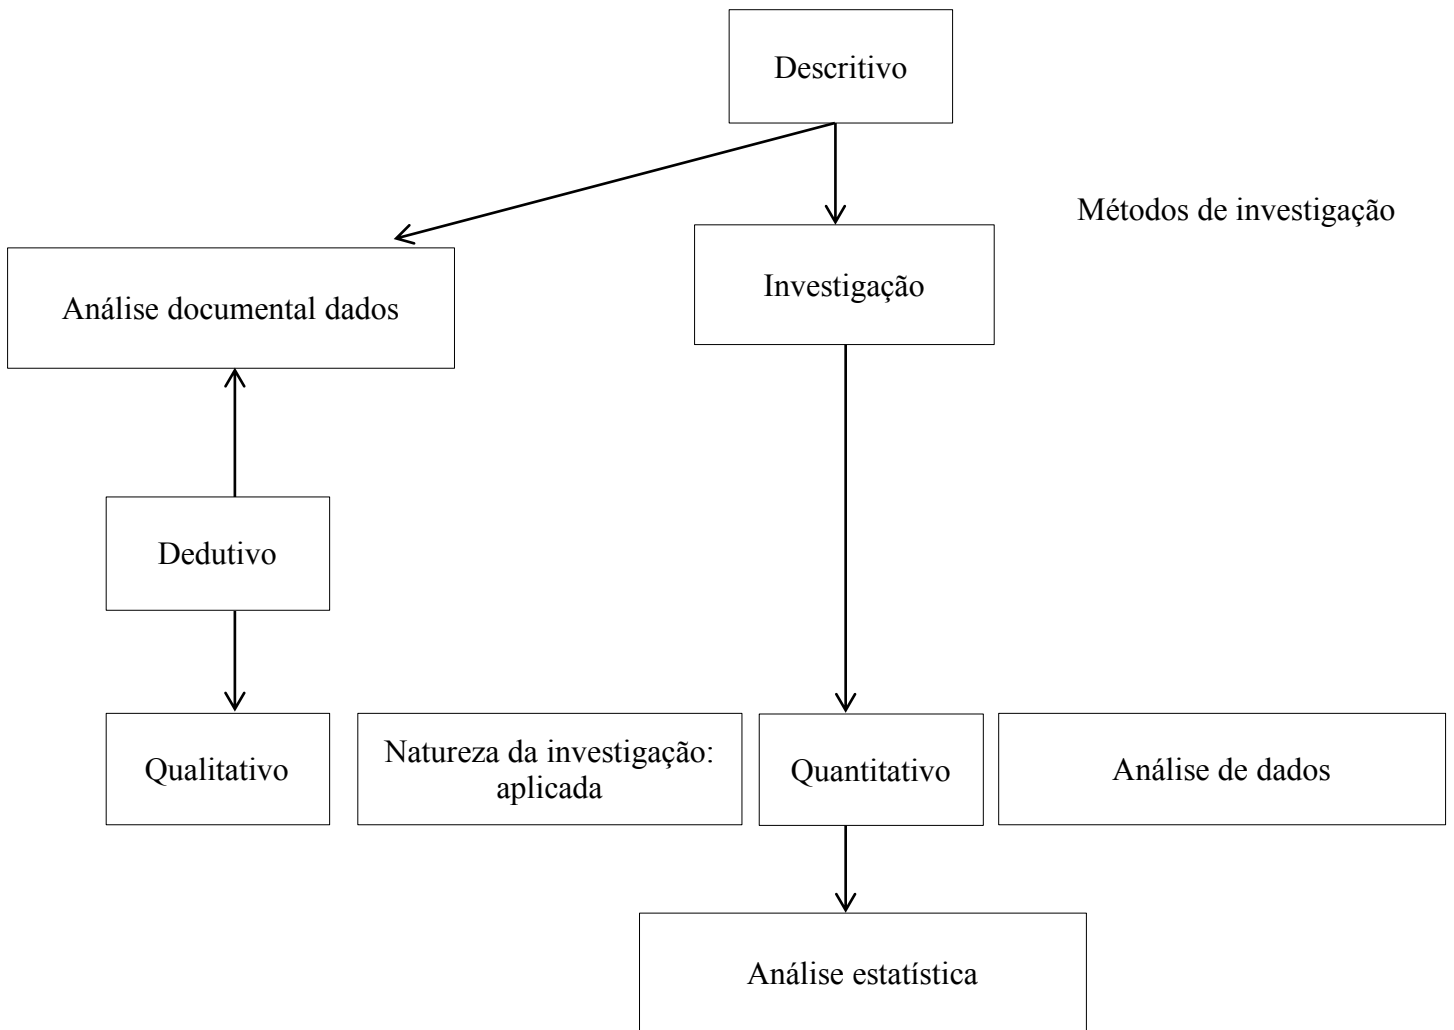 Descritivo
Métodos de investigação
Investigação
Análise documental dados
Dedutivo
Qualitativo
Natureza da investigação:
aplicada
Quantitativo
Análise de dados
Análise estatística